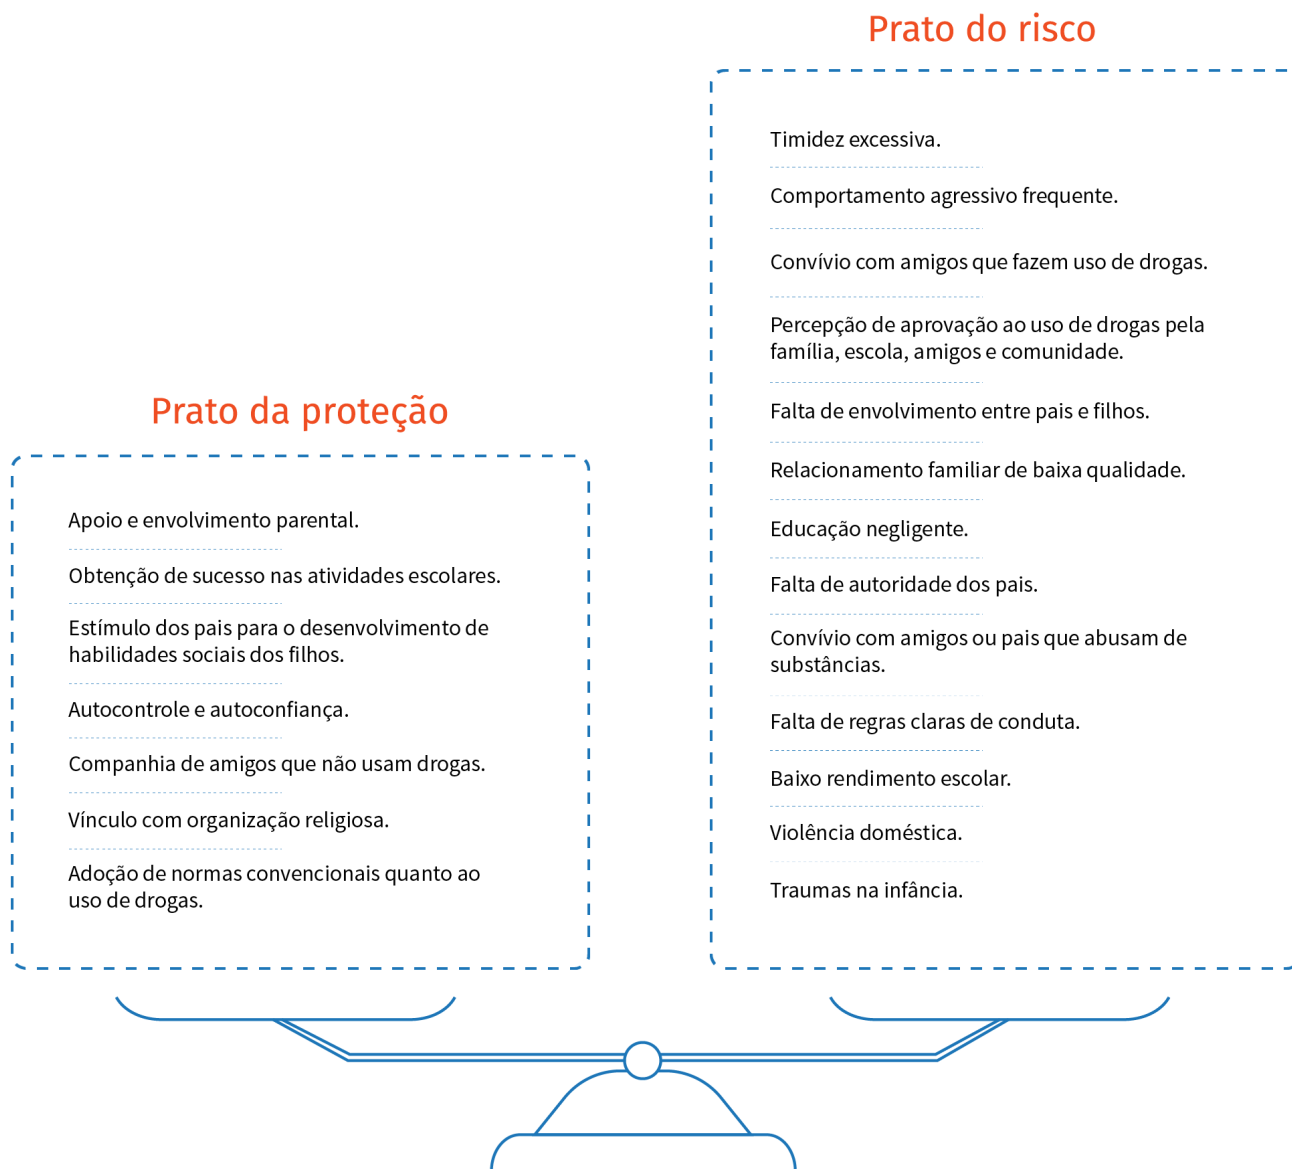 Prato da proteção
Apoio e envolvimento parental.
Obtenção de sucesso nas atividades escolares.
Estímulo dos pais para o desenvolvimento de
habilidades sociais dos filhos.
Autocontrole e autoconfiança.
Companhia de amigos que não usam drogas.
Vínculo com organização religiosa.
Adoção de normas convencionais quanto ao
uso de drogas.
Prato do risco
Timidez excessiva.
Comportamento agressivo frequente.
Convívio com amigos que fazem uso de drogas.
Percepção de aprovação ao uso de drogas pela
família, escola, amigos e comunidade.
Falta de envolvimento entre pais e filhos.
Relacionamento familiar de baixa qualidade.
Educação negligente.
Falta de autoridade dos pais.
Convívio com amigos ou pais que abusam de
substâncias.
Falta de regras claras de conduta.
Baixo rendimento escolar.
Violência doméstica.
Traumas na infância.